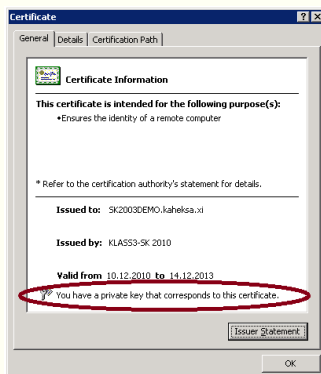 Certificate
General Details Certification Path
Certificate Information
This certificate is intended for the following purpose(s):
•Ensures the identity of a remote computer
* Refer to the certification authority's statement for details.
Issued to: SK2003DEMO.kaheksa.xi
Issued by: KLASS3-SK 2010
Valid from 10.12.2010 to 14.12.2013
You have a private key that corresponds to this certificate.
Issuer Statement
OK